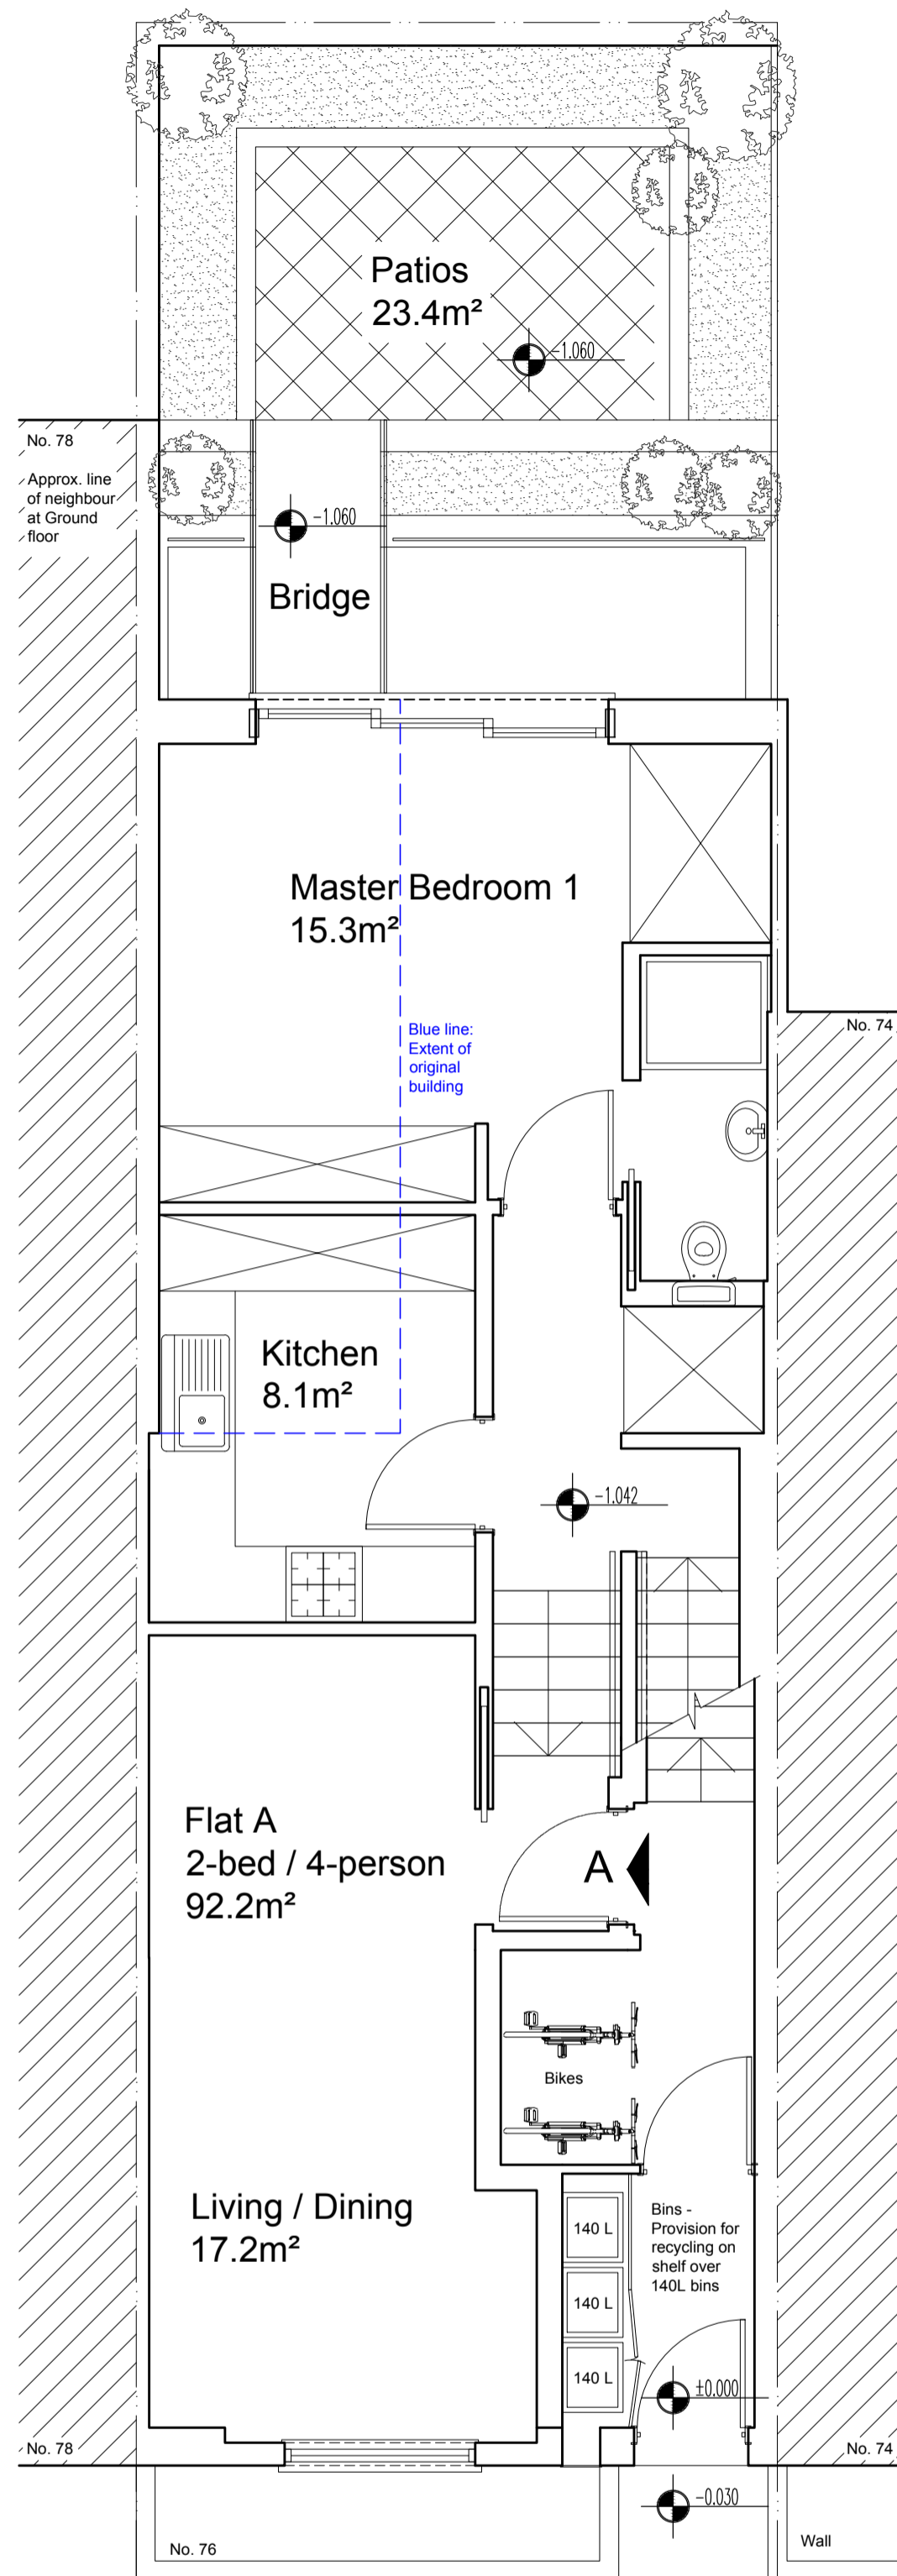 Patios
23.4m²
-1.060
No. 78
Approx. line
of neighbour
at Ground
floor
-1.060
Bridge
Master Bedroom 1
15.3m²
Blue line:
Extent of
original
building
No. 74
Kitchen
8.1m²
-1.042
Flat A
2-bed / 4-person
92.2m²
A
Bikes
Living / Dining
17.2m²
140 L
140 L
140 L
Bins -
Provision for
recycling on
shelf over
140L bins
±0.000
No. 78
No. 74
-0.030
No. 76
Wall